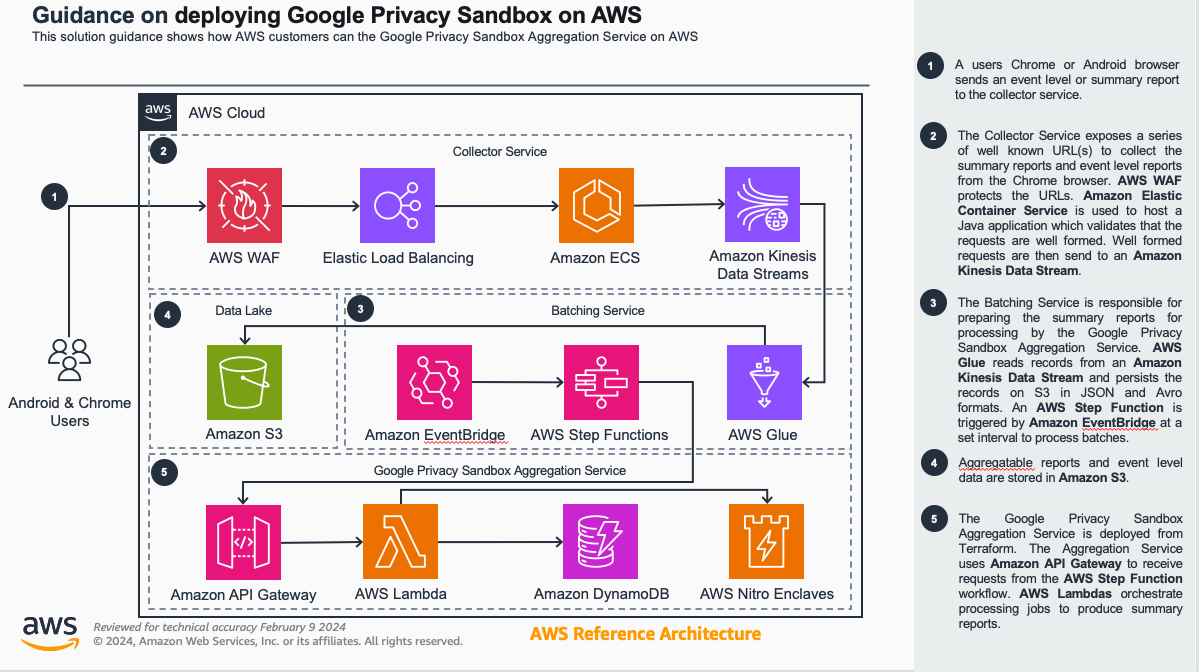 Guidance on deploying Google Privacy Sandbox on AWS
This solution guidance shows how AWS customers can the Google Privacy Sandbox Aggregation Service on AWS
aws
AWS Cloud
2
Collector Service
1
AWS WAF
Elastic Load Balancing
Amazon ECS
Amazon Kinesis
Data Streams
4
Data Lake
3
Batching Service
Android & Chrome
Users
Amazon S3
Amazon EventBridge
AWS Step Functions
AWS Glue
5
Google Privacy Sandbox Aggregation Service
</>
Amazon API Gateway
AWS Lambda
Amazon DynamoDB
AWS Nitro Enclaves
aws
Reviewed for technical accuracy February 9 2024
© 2024, Amazon Web Services, Inc. or its affiliates. All rights reserved.
AWS Reference Architecture
1
A users Chrome or Android browser
sends an event level or summary report
to the collector service.
2
The Collector Service exposes a series
of well known URL(s) to collect the
summary reports and event level reports
from the Chrome browser. AWS WAF
protects the URLs. Amazon Elastic
Container Service is used to host a
Java application which validates that the
requests are well formed. Well formed
requests are then send to an Amazon
Kinesis Data Stream.
3
The Batching Service is responsible for
preparing the summary reports for
processing by the Google Privacy
Sandbox Aggregation Service. AWS
Glue reads records from an Amazon
Kinesis Data Stream and persists the
records on S3 in JSON and Avro
formats. An AWS Step Function is
triggered by Amazon EventBridge at a
set interval to process batches.
4
Aggregatable reports and event level
data are stored in Amazon S3.
5
The Google Privacy Sandbox
Aggregation Service is deployed from
Terraform. The Aggregation Service
uses Amazon API Gateway to receive
requests from the AWS Step Function
workflow. AWS Lambdas orchestrate
processing jobs to produce summary
reports.